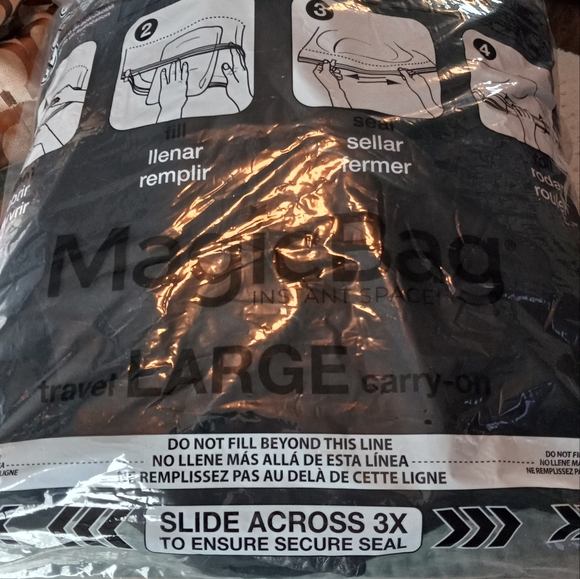 2
3
4
fill
llenar
remplir
seal
sellar
fermer
MagicBag®
INSTANT SPACE!
travel LARGE carry-on
DO NOT FILL BEYOND THIS LINE
NO LLENE MÁS ALLÁ DE ESTA LÍNEA
NE REMPLISSEZ PAS AU DELÀ DE CETTE LIGNE
SLIDE ACROSS 3X
TO ENSURE SECURE SEAL